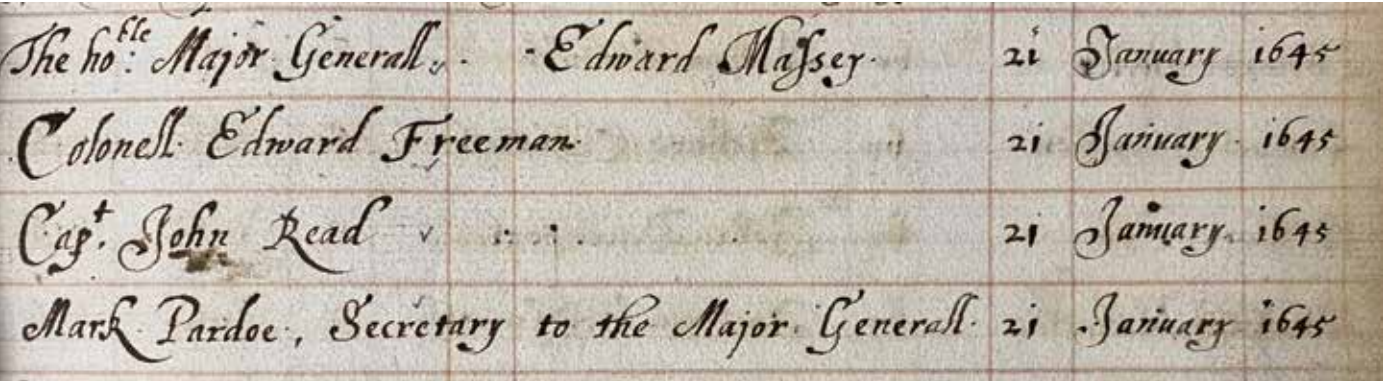 The ho:ble Major Generall. Edward Massey. 21 January 1645
Colonell Edward Freeman. 21 January 1645
Capt. John Read 21 January 1645
Mark Pardoe, Secretary to the Major Generall. 21 January 1645